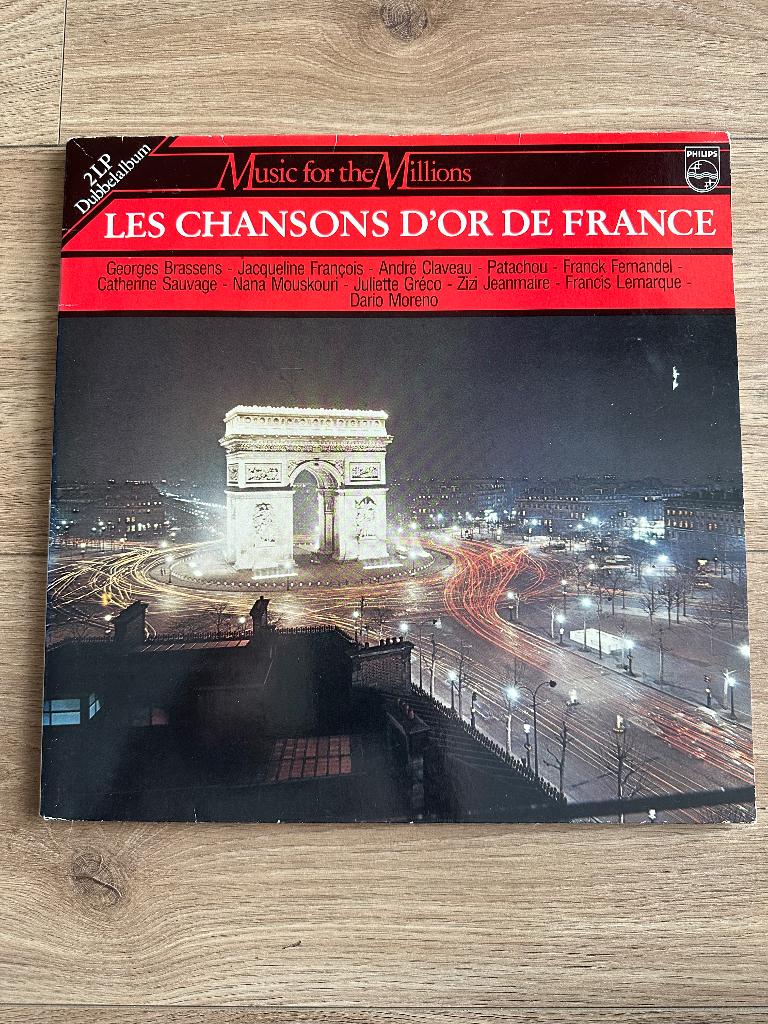 2LP
Dubbelalbum
Music for the Millions
PHILIPS
LES CHANSONS D'OR DE FRANCE
Georges Brassens - Jacqueline François - André Claveau - Patachou - Franck Fernandel -
Catherine Sauvage - Nana Mouskouri - Juliette Gréco - Zizi Jeanmaire - Francis Lemarque -
Dario Moreno